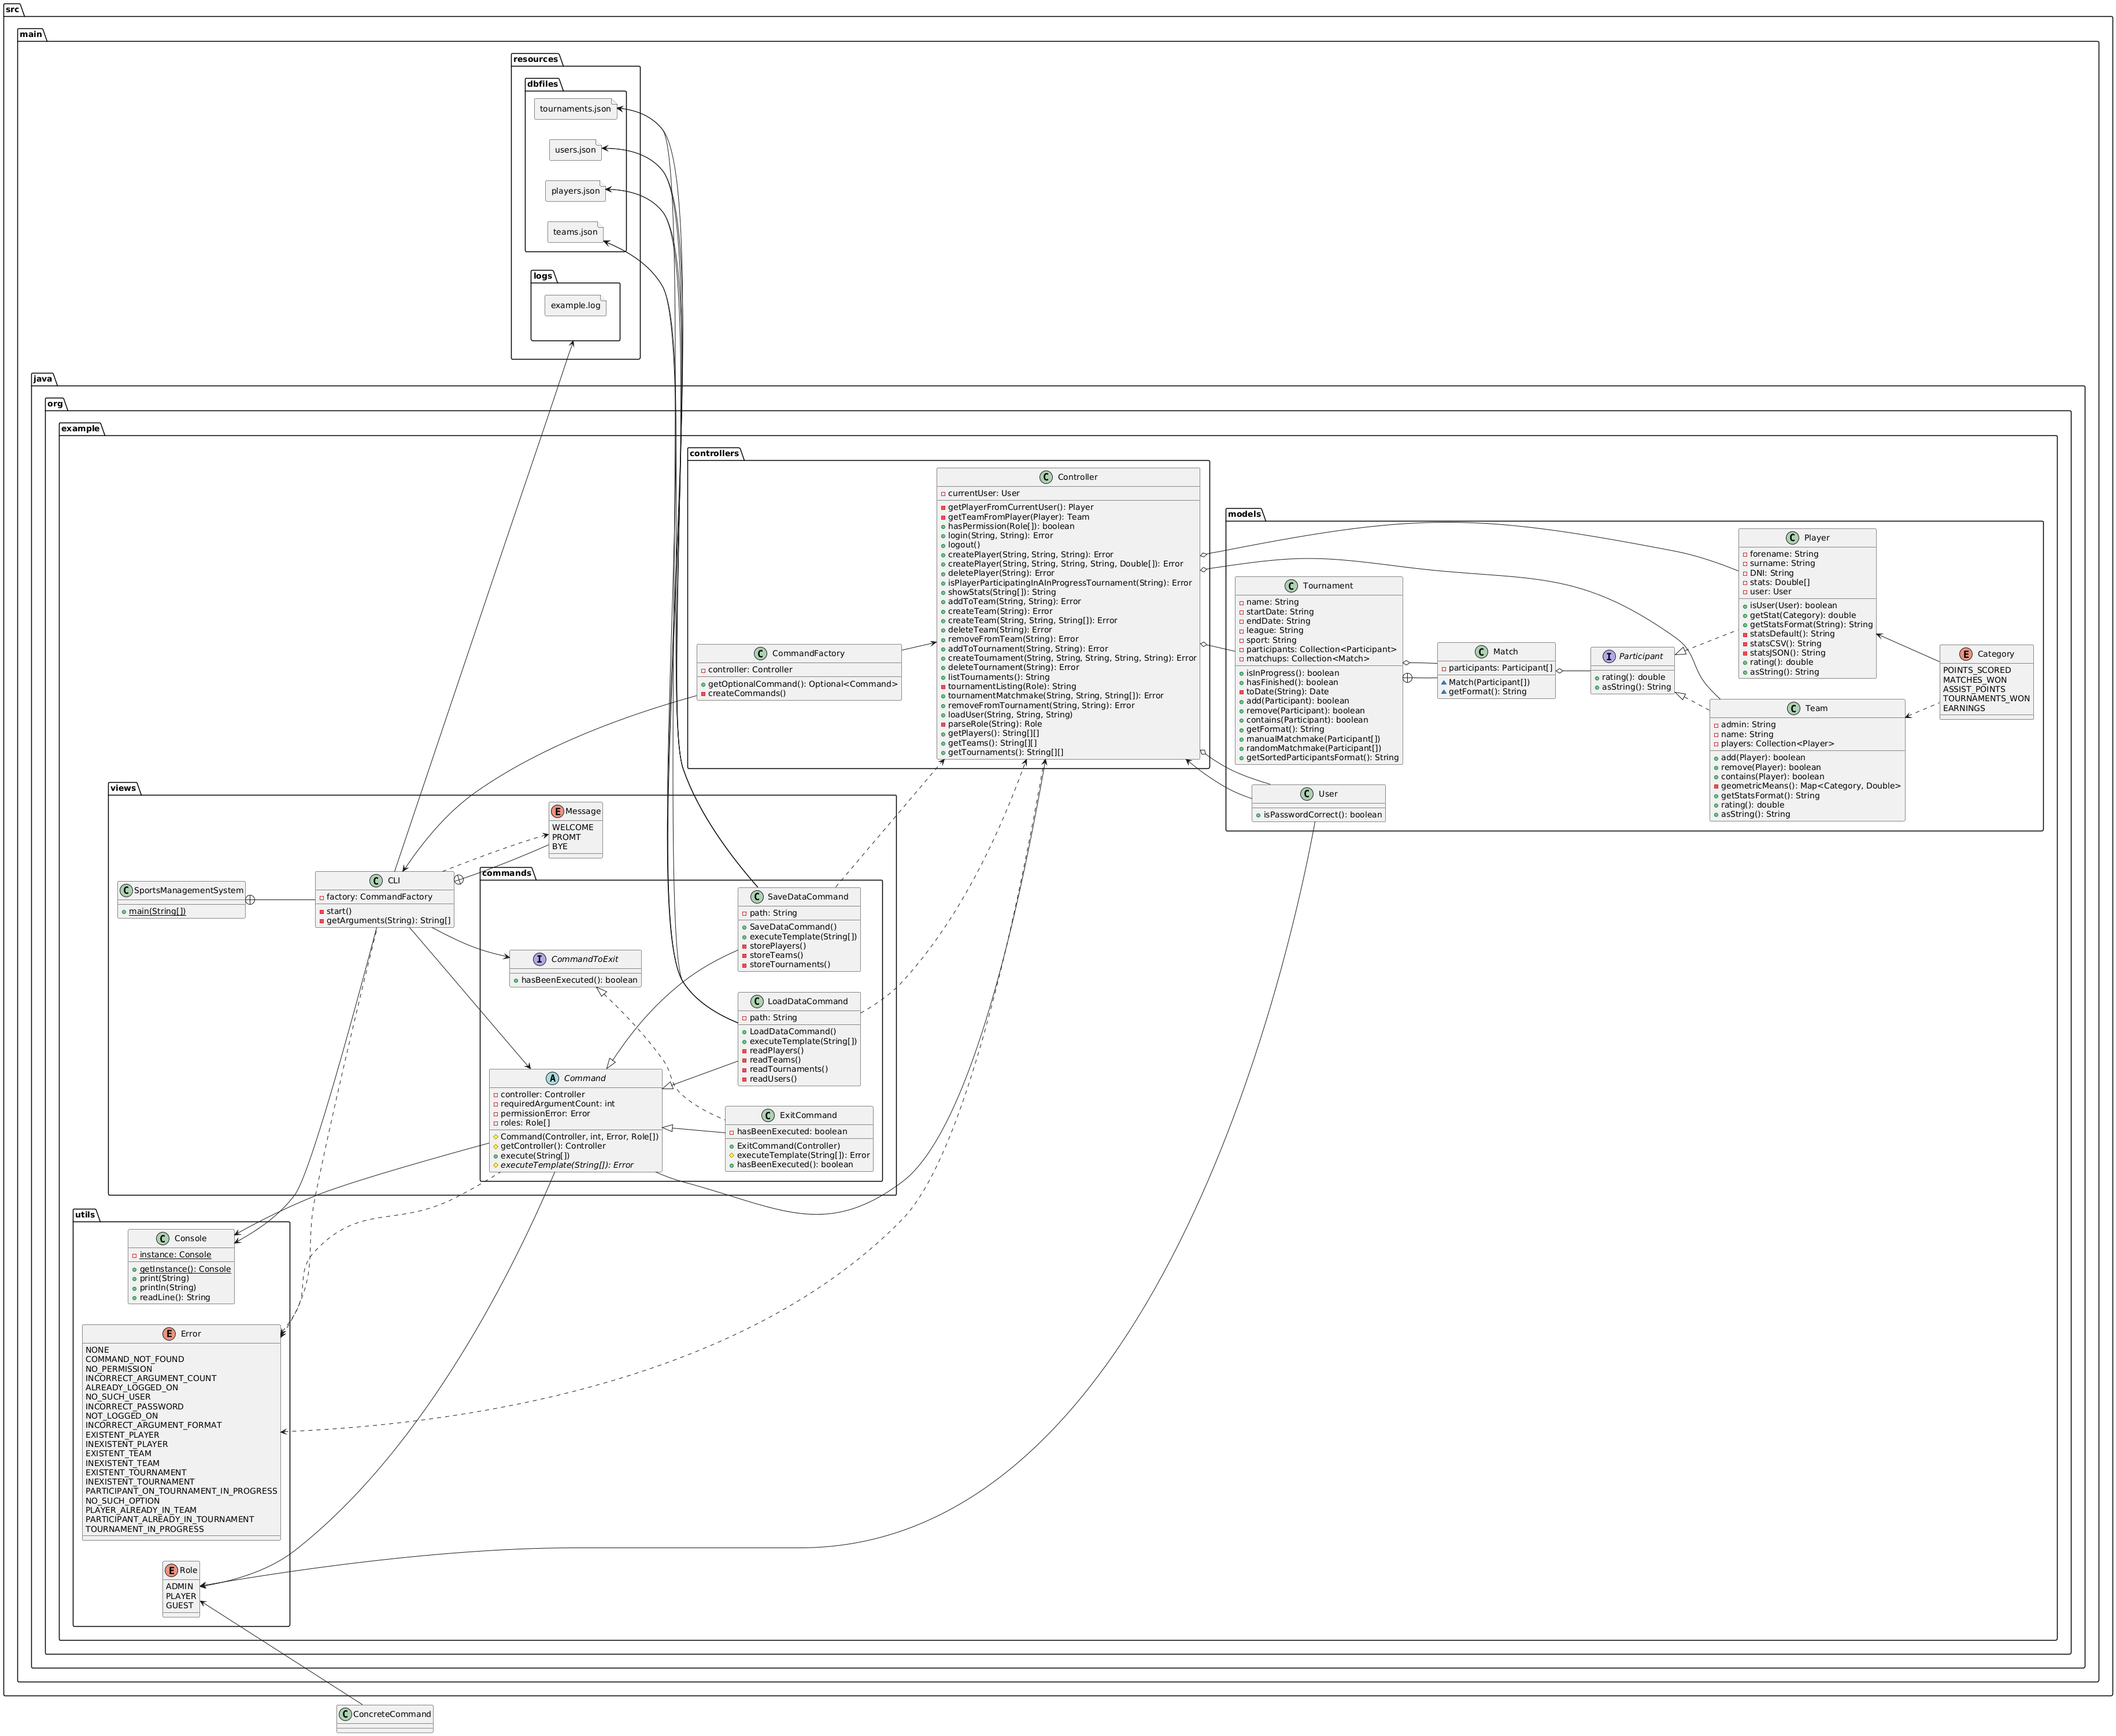 src
main
resources
dbfiles
tournaments.json
users.json
players.json
teams.json
logs
example.log
java
org
example
controllers
Controller
currentUser: User
getPlayerFromCurrentUser(): Player
getTeamFromPlayer(Player): Team
hasPermission(Role[]): boolean
login(String, String): Error
logout()
createPlayer(String, String, String): Error
createPlayer(String, String, String, String, Double[]): Error
deletePlayer(String): Error
isPlayerParticipatingInAInProgressTournament(String): Error
showStats(String[]): String
addToTeam(String, String): Error
createTeam(String): Error
createTeam(String, String, String[]): Error
deleteTeam(String): Error
removeFromTeam(String): Error
addToTournament(String, String): Error
createTournament(String, String, String, String, String): Error
deleteTournament(String): Error
listTournaments(): String
tournamentListing(Role): String
tournamentMatchmake(String, String, String[]): Error
removeFromTournament(String, String): Error
loadUser(String, String, String)
parseRole(String): Role
getPlayers(): String[][]
getTeams(): String[][]
getTournaments(): String[][]
CommandFactory
controller: Controller
getOptionalCommand(): Optional<Command>
createCommands()
models
Tournament
name: String
startDate: String
endDate: String
league: String
sport: String
participants: Collection<Participant>
matchups: Collection<Match>
isInProgress(): boolean
hasFinished(): boolean
toDate(String): Date
add(Participant): boolean
remove(Participant): boolean
contains(Participant): boolean
getFormat(): String
manualMatchmake(Participant[])
randomMatchmake(Participant[])
getSortedParticipantsFormat(): String
Match
participants: Participant[]
Match(Participant[])
getFormat(): String
Participant
rating(): double
asString(): String
Player
forename: String
surname: String
DNI: String
stats: Double[]
user: User
isUser(User): boolean
getStat(Category): double
getStatsFormat(String): String
statsDefault(): String
statsCSV(): String
statsJSON(): String
rating(): double
asString(): String
Category
POINTS_SCORED
MATCHES_WON
ASSIST_POINTS
TOURNAMENTS_WON
EARNINGS
Team
admin: String
name: String
players: Collection<Player>
add(Player): boolean
remove(Player): boolean
contains(Player): boolean
geometricMeans(): Map<Category, Double>
getStatsFormat(): String
rating(): double
asString(): String
User
isPasswordCorrect(): boolean
views
Message
WELCOME
PROMT
BYE
SportsManagementSystem
main(String[])
CLI
factory: CommandFactory
start()
getArguments(String): String[]
commands
SaveDataCommand
path: String
SaveDataCommand()
executeTemplate(String[])
storePlayers()
storeTeams()
storeTournaments()
CommandToExit
hasBeenExecuted(): boolean
LoadDataCommand
path: String
LoadDataCommand()
executeTemplate(String[])
readPlayers()
readTeams()
readTournaments()
readUsers()
Command
controller: Controller
requiredArgumentCount: int
permissionError: Error
roles: Role[]
Command(Controller, int, Error, Role[])
getController(): Controller
execute(String[])
executeTemplate(String[]): Error
ExitCommand
hasBeenExecuted: boolean
ExitCommand(Controller)
executeTemplate(String[]): Error
hasBeenExecuted(): boolean
utils
Console
instance: Console
getInstance(): Console
print(String)
println(String)
readLine(): String
Error
NONE
COMMAND_NOT_FOUND
NO_PERMISSION
INCORRECT_ARGUMENT_COUNT
ALREADY_LOGGED_ON
NO_SUCH_USER
INCORRECT_PASSWORD
NOT_LOGGED_ON
INCORRECT_ARGUMENT_FORMAT
EXISTENT_PLAYER
INEXISTENT_PLAYER
EXISTENT_TEAM
INEXISTENT_TEAM
EXISTENT_TOURNAMENT
INEXISTENT_TOURNAMENT
PARTICIPANT_ON_TOURNAMENT_IN_PROGRESS
NO_SUCH_OPTION
PLAYER_ALREADY_IN_TEAM
PARTICIPANT_ALREADY_IN_TOURNAMENT
TOURNAMENT_IN_PROGRESS
Role
ADMIN
PLAYER
GUEST
ConcreteCommand